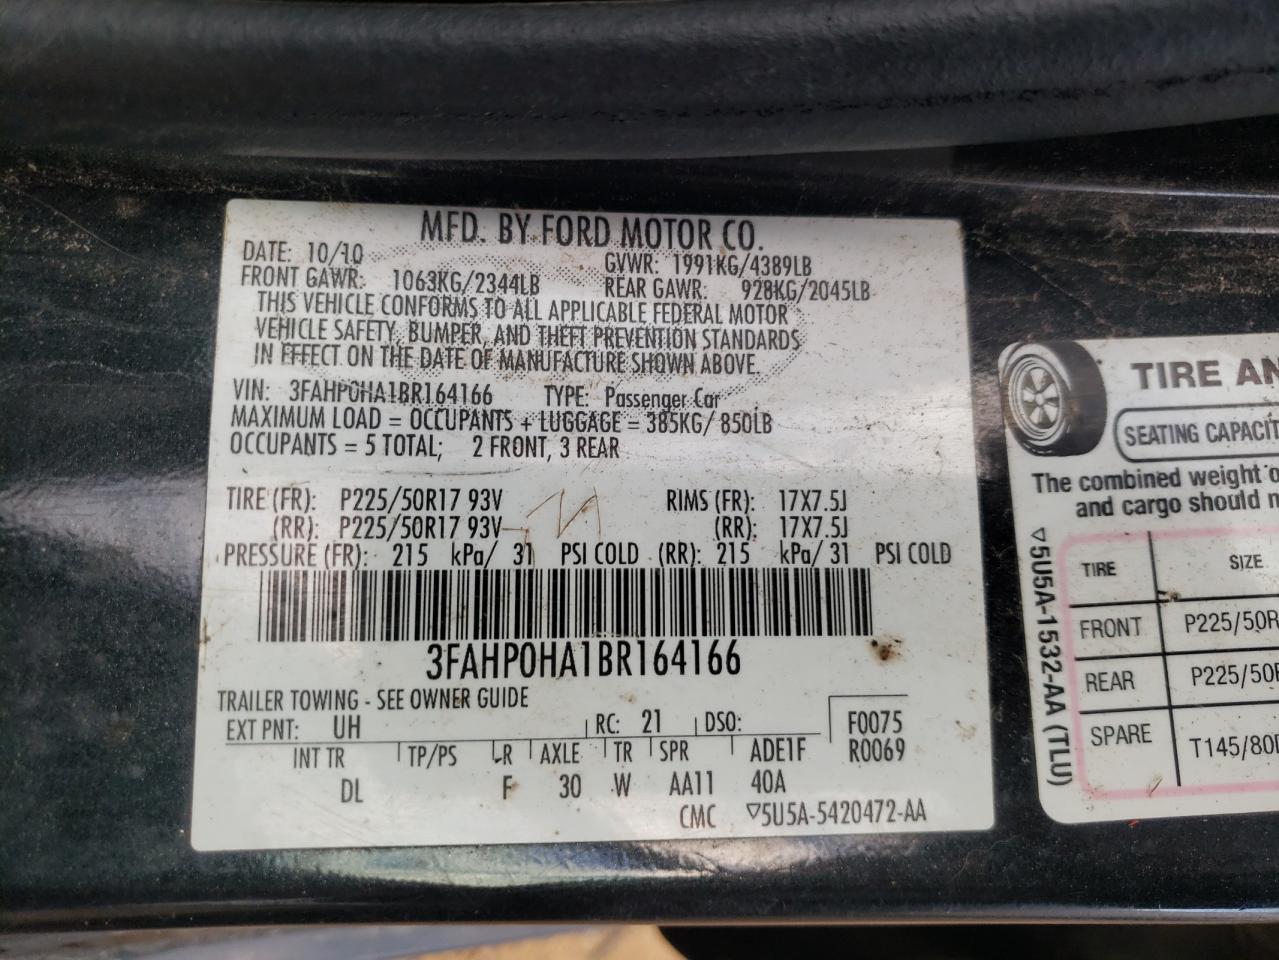 MFD. BY FORD MOTOR CO.
DATE: 10/10 GVWR: 1991KG/4389LB
FRONT GAWR: 1063KG/2344LB REAR GAWR: 928KG/2045LB
THIS VEHICLE CONFORMS TO ALL APPLICABLE FEDERAL MOTOR
VEHICLE SAFETY, BUMPER, AND THEFT PREVENTION STANDARDS
IN EFFECT ON THE DATE OF MANUFACTURE SHOWN ABOVE.
VIN: 3FAHP0HA1BR164166 TYPE: Passenger Car
MAXIMUM LOAD = OCCUPANTS + LUGGAGE = 385KG/ 850LB
OCCUPANTS = 5 TOTAL; 2 FRONT, 3 REAR
TIRE (FR): P225/50R17 93V RIMS (FR): 17X7.5J
(RR): P225/50R17 93V (RR): 17X7.5J
PRESSURE (FR): 215 kPa/ 31 PSI COLD (RR): 215 kPa/ 31 PSI COLD
3FAHP0HA1BR164166
TRAILER TOWING - SEE OWNER GUIDE
EXT PNT: UH RC: 21 DSO: F0075
INT TR TP/PS R AXLE TR SPR ADE1F R0069
DL F 30 W AA11 40A
CMC ▽5U5A-5420472-AA
TIRE AN
SEATING CAPACIT
The combined weight o
and cargo should n
▽5U5A-1532-AA (TLU)
TIRE SIZE
FRONT P225/50R
REAR P225/50
SPARE T145/80